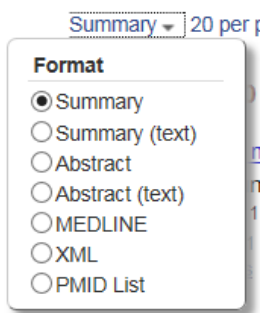 Summary 20 per
Format
Summary
Summary (text)
Abstract
Abstract (text)
MEDLINE
XML
PMID List